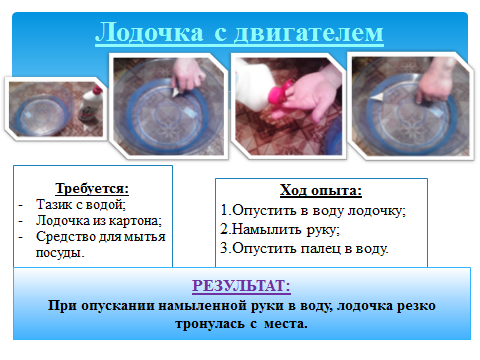 Лодочка с двигателем
Требуется:
- Тазик с водой;
- Лодочка из картона;
- Средство для мытья
посуды.
Ход опыта:
1.Опустить в воду лодочку;
2.Намылить руку;
3.Опустить палец в воду.
РЕЗУЛЬТАТ:
При опускании намыленной руки в воду, лодочка резко
тронулась с места.